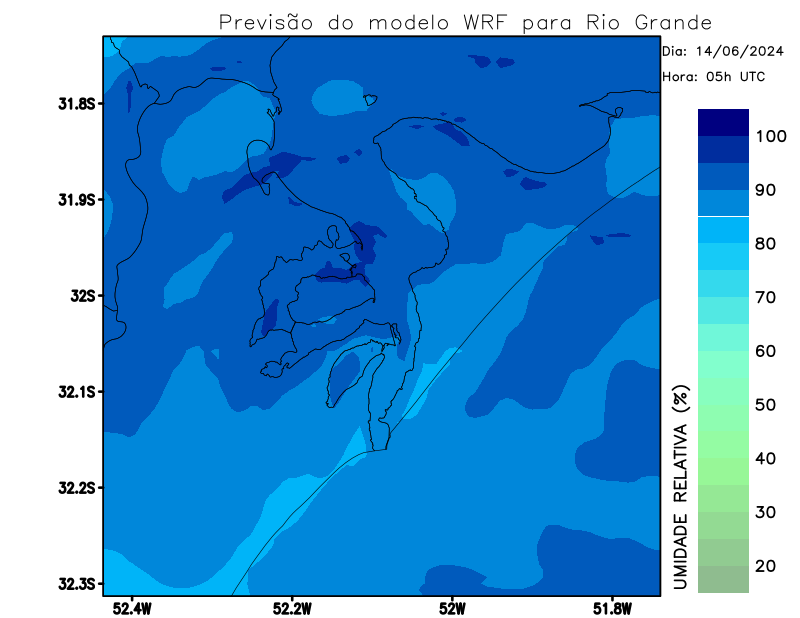 Previsão do modelo WRF para Rio Grande
Dia: 14/06/2024
Hora: 05h UTC
31.8S
31.9S
32S
32.1S
32.2S
32.3S
52.4W
52.2W
52W
51.8W
100
90
80
70
60
50
40
30
20
UMIDADE RELATIVA (%)